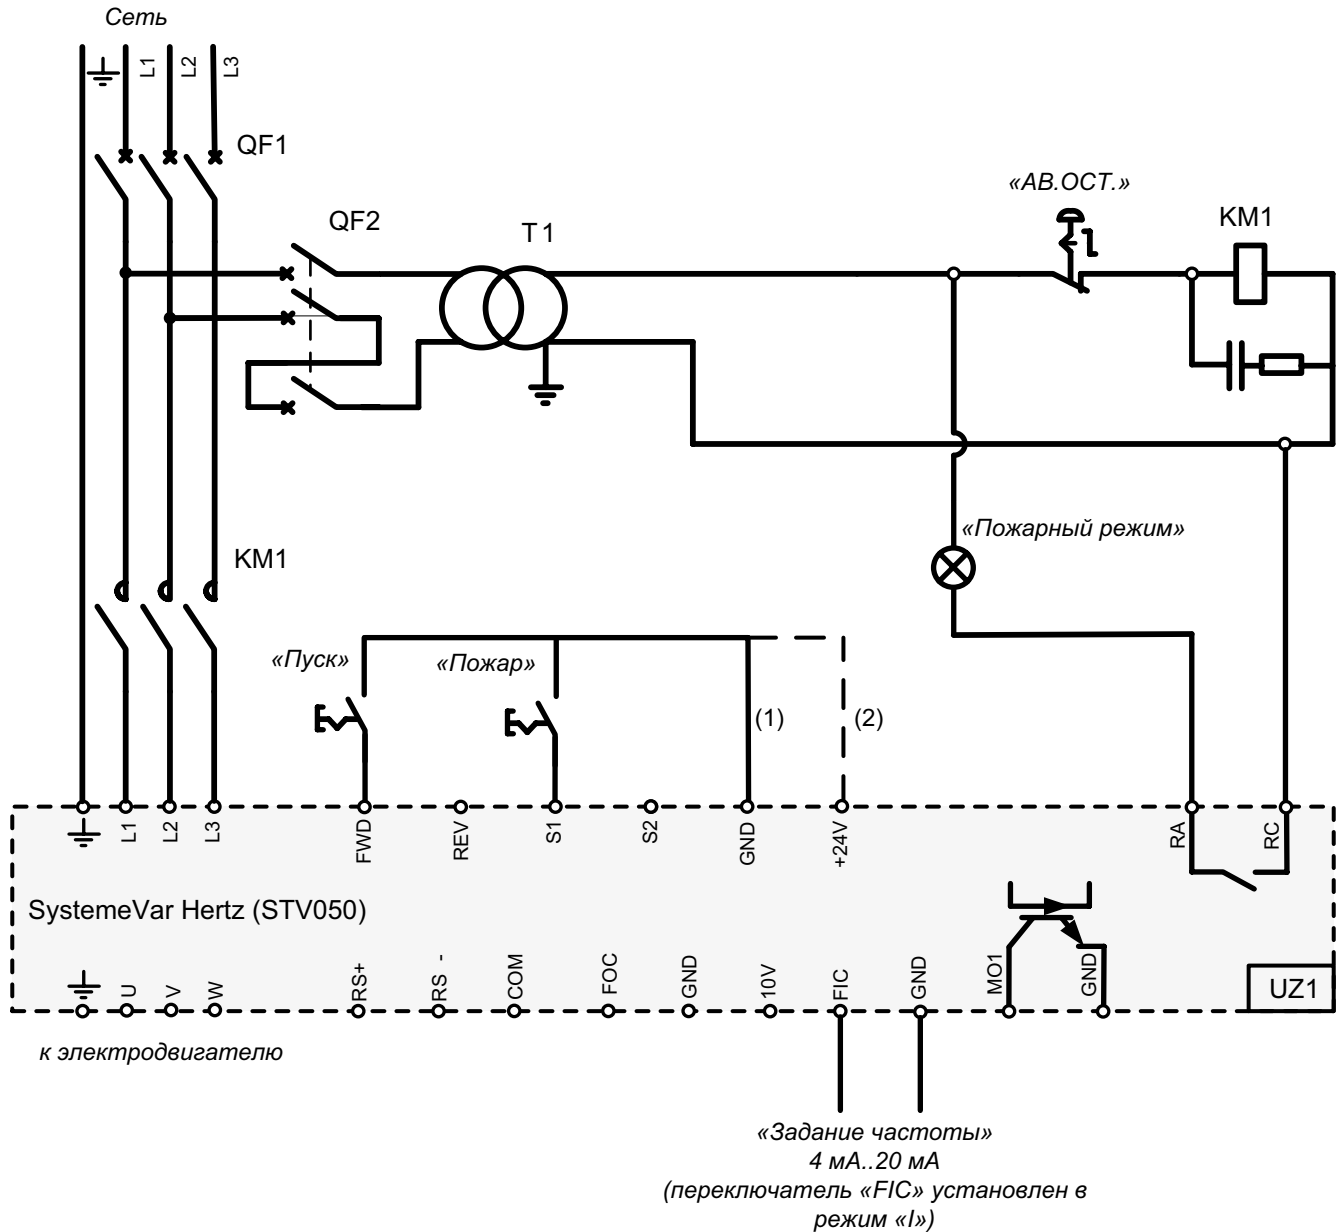 Сеть
L1
L2
L3
QF1
QF2
T1
«АВ.ОСТ.»
KM1
«Пожарный режим»
KM1
«Пуск»
«Пожар»
(1)
(2)
L1
L2
L3
FWD
REV
S1
S2
GND
+24V
RA
RC
SystemeVar Hertz (STV050)
U
V
W
RS+
RS -
COM
FOC
GND
10V
FIC
GND
MO1
GND
UZ1
к электродвигателю
«Задание частоты»
4 мА..20 мА
(переключатель «FIC» установлен в
режим «I»)